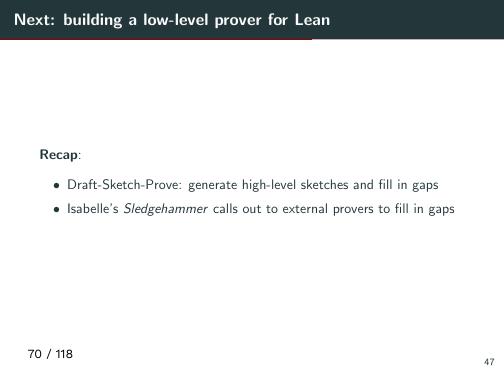 Next: building a low-level prover for Lean
Recap:
• Draft-Sketch-Prove: generate high-level sketches and fill in gaps
• Isabelle's Sledgehammer calls out to external provers to fill in gaps
70 / 118
47